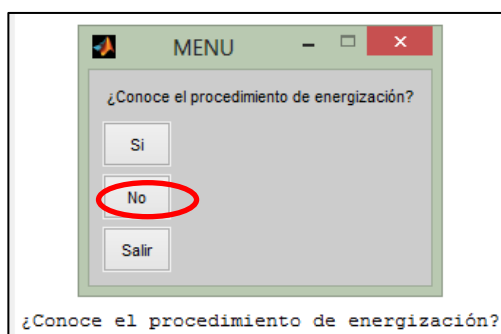 MENU
¿Conoce el procedimiento de energización?
Si
No
Salir
¿Conoce el procedimiento de energización?